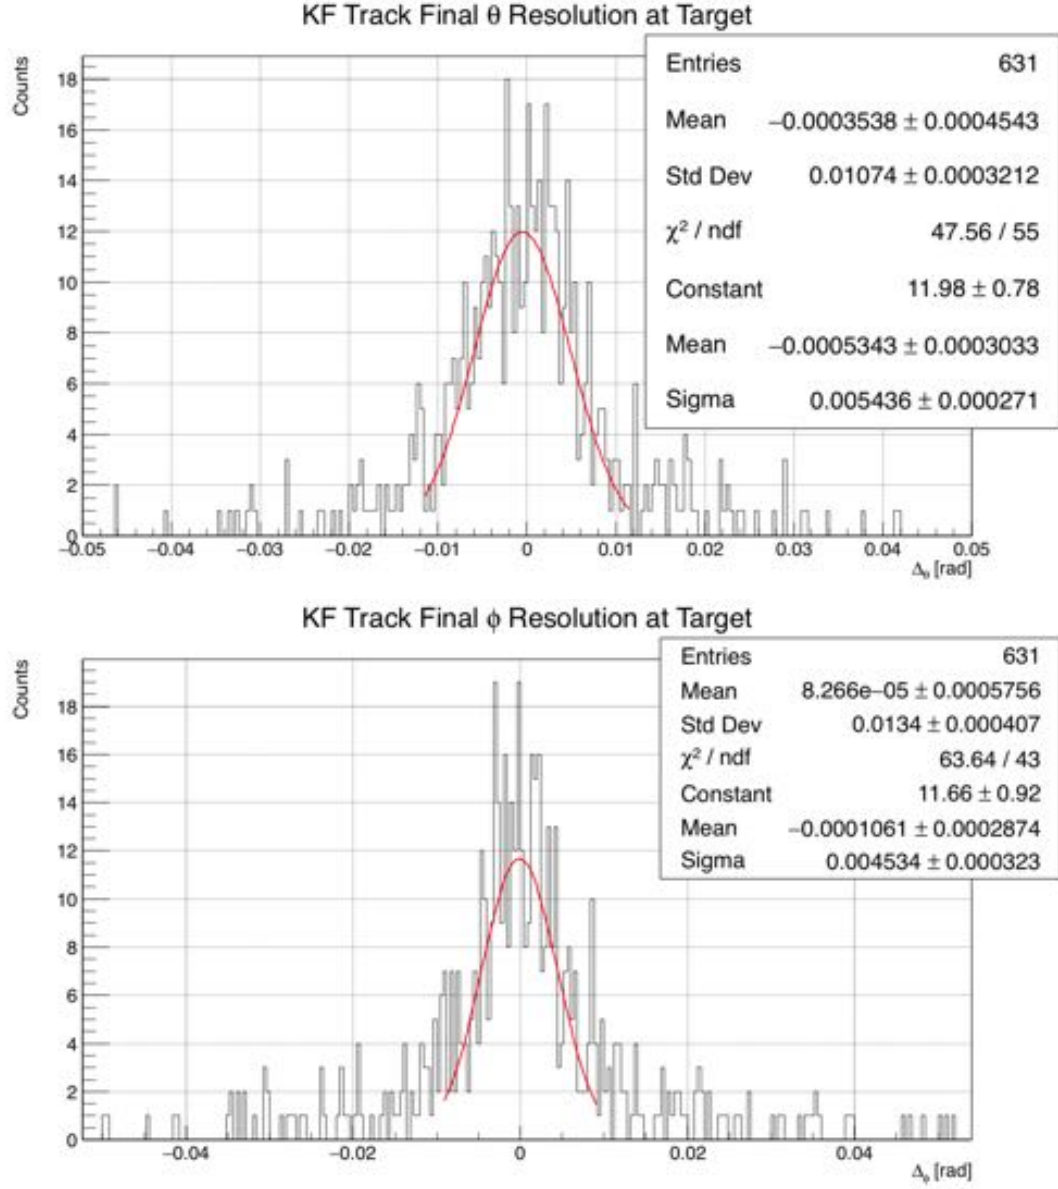 KF Track Final θ Resolution at Target
Counts
Entries 631
Mean −0.0003538 ± 0.0004543
Std Dev 0.01074 ± 0.0003212
χ² / ndf 47.56 / 55
Constant 11.98 ± 0.78
Mean −0.0005343 ± 0.0003033
Sigma 0.005436 ± 0.000271
18
16
14
12
10
8
6
4
2
0
−0.05 −0.04 −0.03 −0.02 −0.01 0 0.01 0.02 0.03 0.04 0.05
Δθ [rad]
KF Track Final ϕ Resolution at Target
Counts
Entries 631
Mean 8.266e−05 ± 0.0005756
Std Dev 0.0134 ± 0.000407
χ² / ndf 63.64 / 43
Constant 11.66 ± 0.92
Mean −0.0001061 ± 0.0002874
Sigma 0.004534 ± 0.000323
18
16
14
12
10
8
6
4
2
0
−0.04 −0.02 0 0.02 0.04
Δϕ [rad]